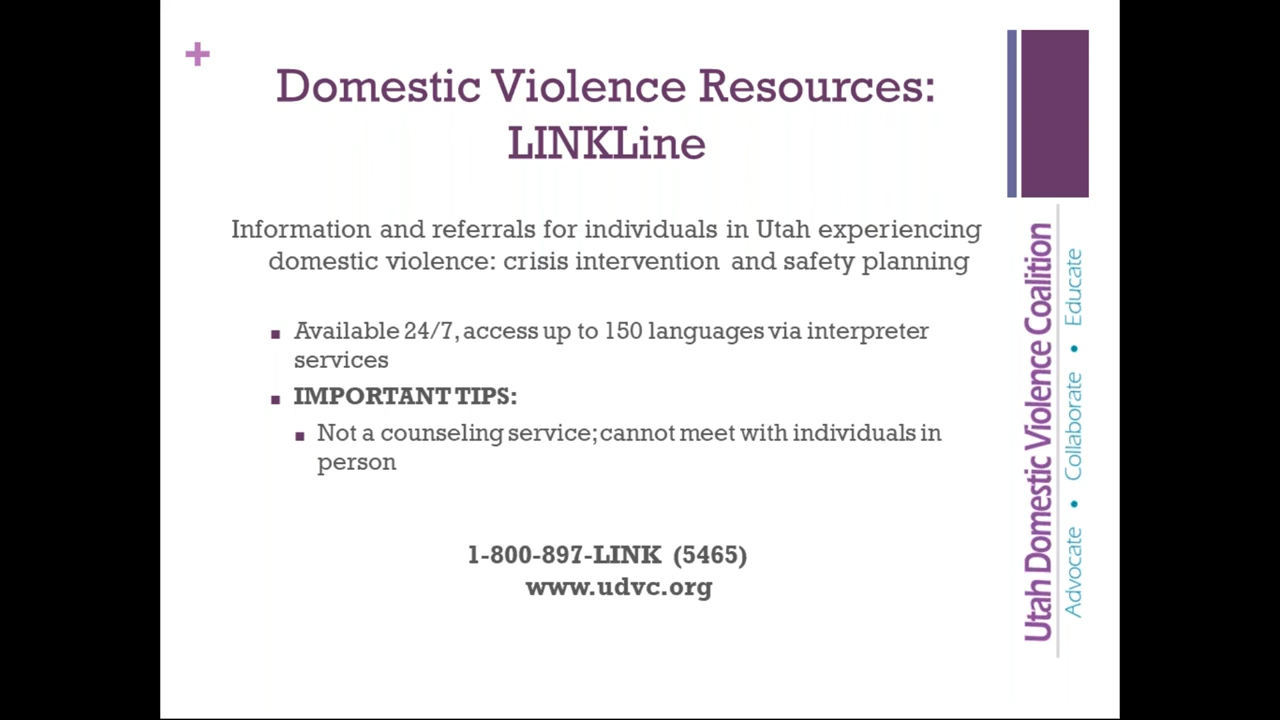 +
Domestic Violence Resources:
LINKLine
Information and referrals for individuals in Utah experiencing
domestic violence: crisis intervention and safety planning
Available 24/7, access up to 150 languages via interpreter
services
IMPORTANT TIPS:
Not a counseling service; cannot meet with individuals in
person
1-800-897-LINK (5465)
www.udvc.org
Utah Domestic Violence Coalition
Advocate • Collaborate • Educate